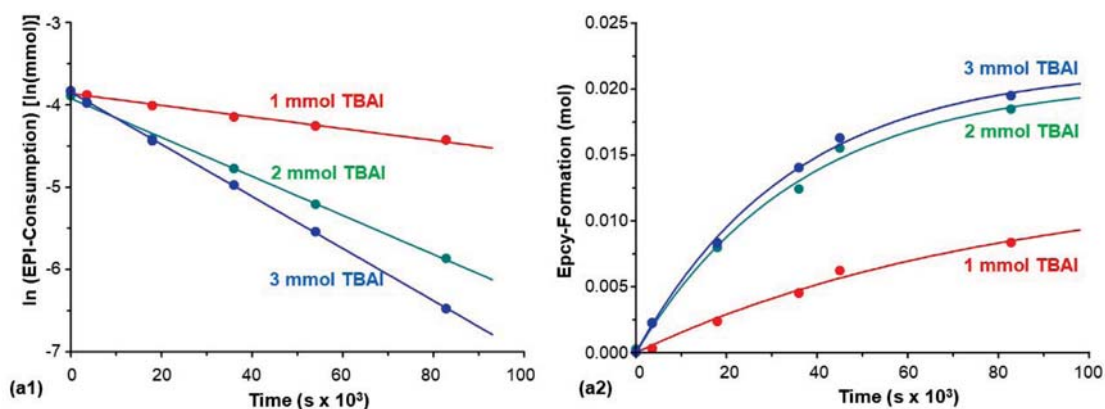 ln (EPI-Consumption) [ln(mmol)]
-3
-4
-5
-6
-7
1 mmol TBAI
2 mmol TBAI
3 mmol TBAI
0 20 40 60 80 100
(a1)
Time (s x 10³)
Epcy-Formation (mol)
0.025
0.020
0.015
0.010
0.005
0.000
3 mmol TBAI
2 mmol TBAI
1 mmol TBAI
0 20 40 60 80 100
(a2)
Time (s x 10³)